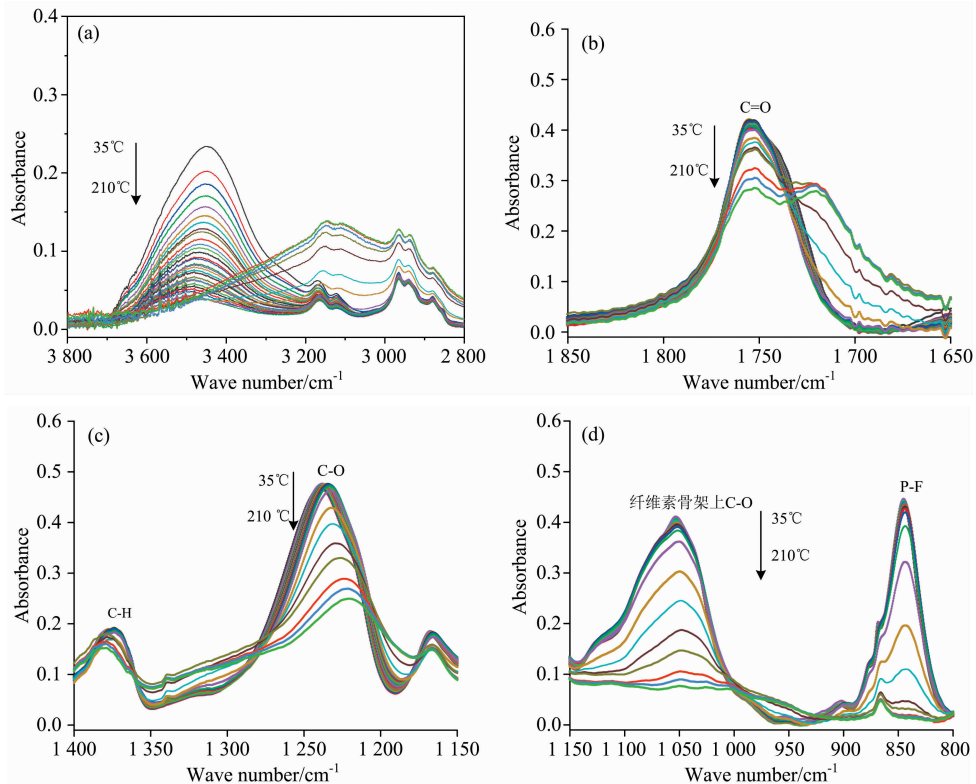 (a)
0.4
0.3
0.2
0.1
0.0
Absorbance
35℃
210℃
3 800 3 600 3 400 3 200 3 000 2 800
Wave number/cm⁻¹
(b)
0.6
0.5
0.4
0.3
0.2
0.1
0.0
Absorbance
C=O
35℃
210℃
1 850 1 800 1 750 1 700 1 650
Wave number/cm⁻¹
(c)
0.6
0.5
0.4
0.3
0.2
0.1
0.0
Absorbance
C-O
35℃
210 ℃
C-H
1 400 1 350 1 300 1 250 1 200 1 150
Wave number/cm⁻¹
(d)
0.6
0.5
0.4
0.3
0.2
0.1
0.0
Absorbance
P-F
纤维素骨架上C-O
35℃
210℃
1 150 1 100 1 050 1 000 950 900 850 800
Wave number/cm⁻¹